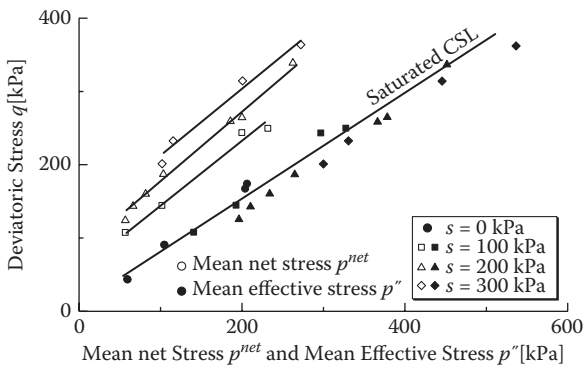 400
200
0
Deviatoric Stress q[kPa]
Saturated CSL
Mean net stress p^net
Mean effective stress p″
s = 0 kPa
s = 100 kPa
s = 200 kPa
s = 300 kPa
0 200 400 600
Mean net Stress p^net and Mean Effective Stress p″[kPa]